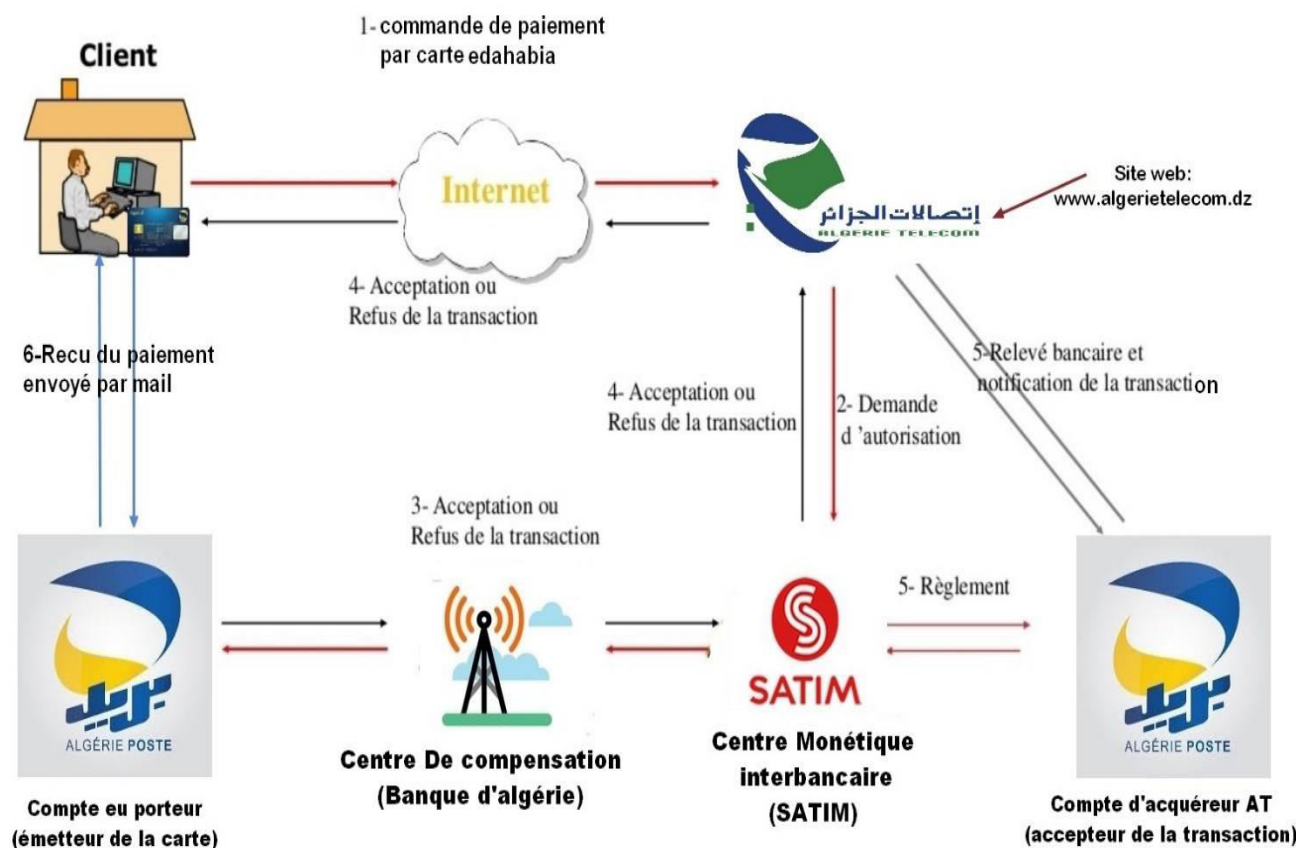 1- commande de paiement
par carte edahabia
Client
Internet
إتصالات الجزائر
ALGERIE TELECOM
Site web:
www.algerietelecom.dz
4- Acceptation ou
Refus de la transaction
6-Recu du paiement
envoyé par mail
4- Acceptation ou
Refus de la transaction
2- Demande
d 'autorisation
5-Relevé bancaire et
notification de la transaction
3- Acceptation ou
Refus de la transaction
5- Règlement
بريد
ALGÉRIE POSTE
SATIM
بريد
ALGÉRIE POSTE
Compte eu porteur
(émetteur de la carte)
Centre De compensation
(Banque d'algérie)
Centre Monétique
interbancaire
(SATIM)
Compte d'acquéreur AT
(accepteur de la transaction)